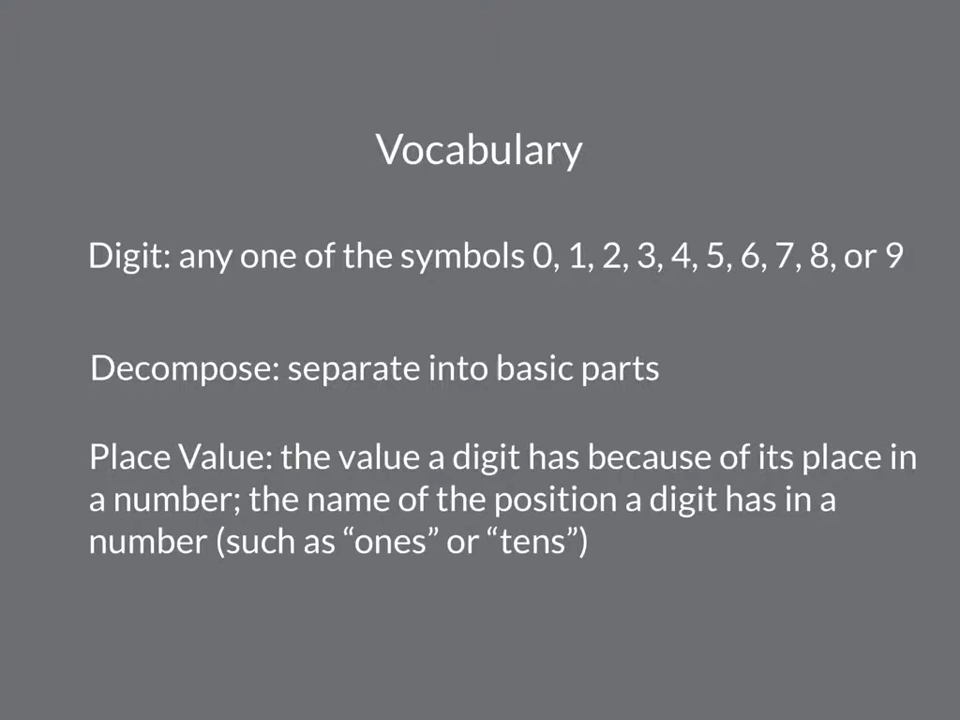 Vocabulary
Digit: any one of the symbols 0, 1, 2, 3, 4, 5, 6, 7, 8, or 9
Decompose: separate into basic parts
Place Value: the value a digit has because of its place in
a number; the name of the position a digit has in a
number (such as “ones” or “tens”)